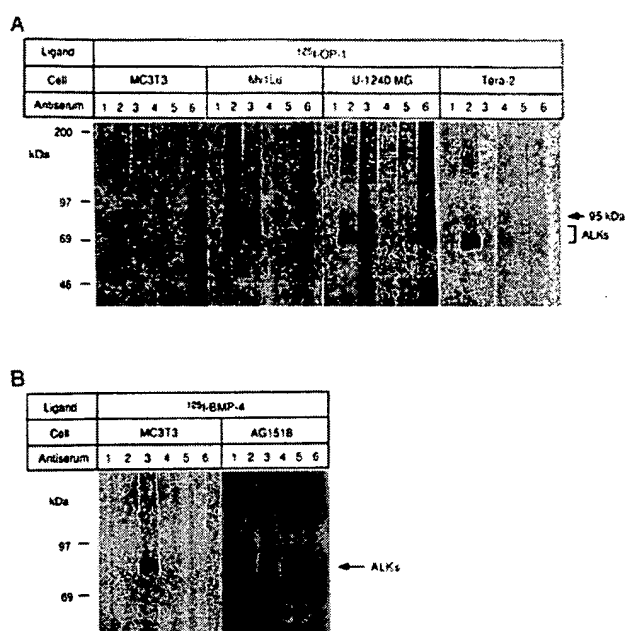 A
Ligand 125I-OP-1
Cell MC3T3 Mv1Lu U-1240 MG Tera-2
Antiserum 1 2 3 4 5 6 1 2 3 4 5 6 1 2 3 4 5 6 1 2 3 4 5 6
200
kDa
97
95 kDa
69
ALKs
46
B
Ligand 125I-BMP-4
Cell MC3T3 AG1518
Antiserum 1 2 3 4 5 6 1 2 3 4 5 6
kDa
97
ALKs
69